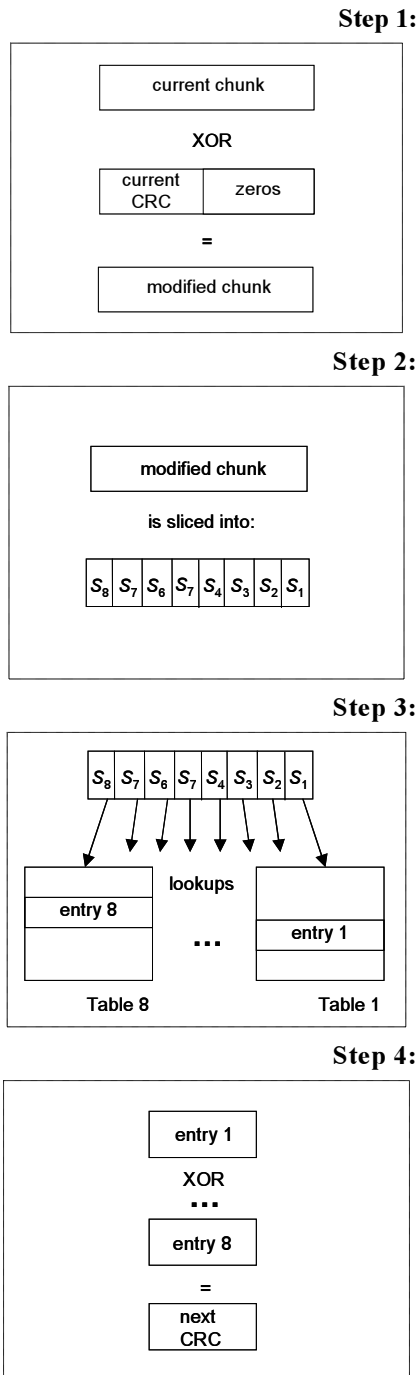 Step 1:
current chunk
XOR
current CRC
zeros
=
modified chunk
Step 2:
modified chunk
is sliced into:
S8 S7 S6 S7 S4 S3 S2 S1
Step 3:
S8 S7 S6 S7 S4 S3 S2 S1
lookups
entry 8
...
entry 1
Table 8 Table 1
Step 4:
entry 1
XOR
...
entry 8
=
next
CRC